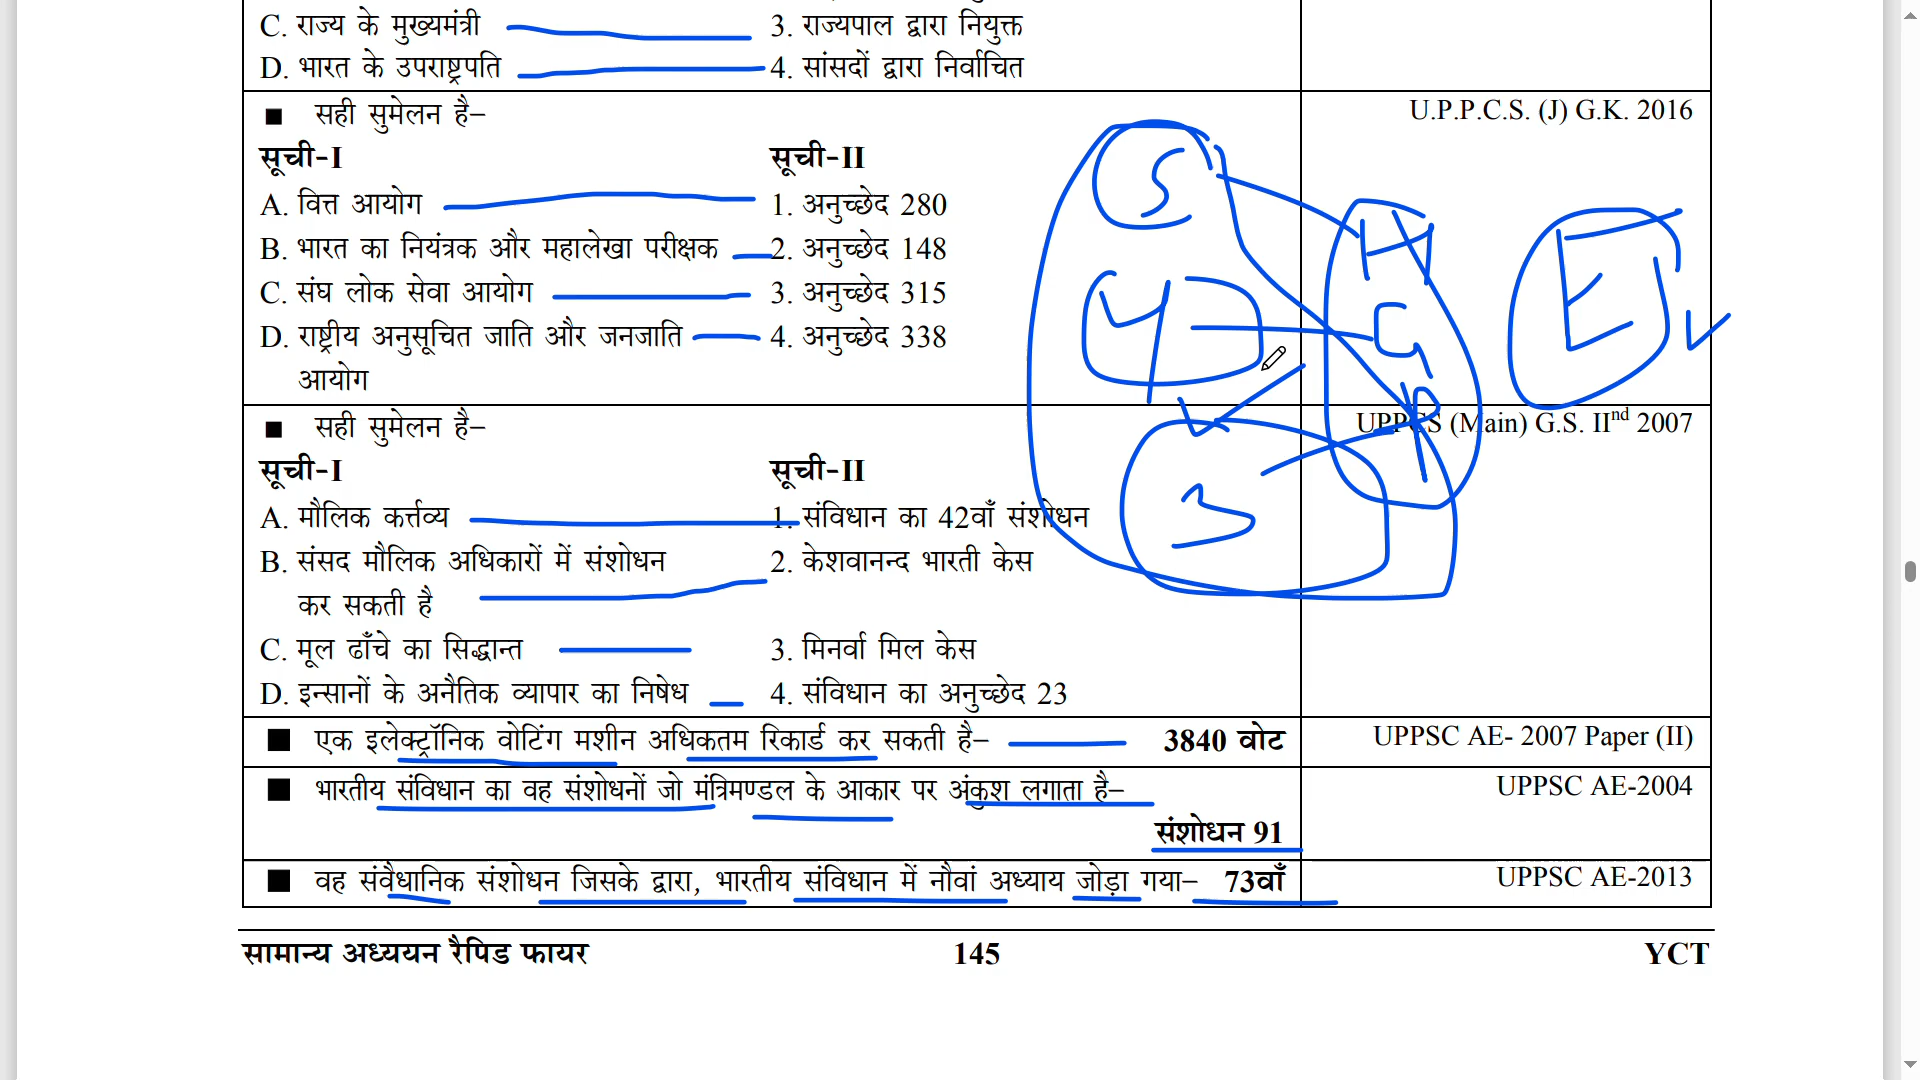 C. राज्य के मुख्यमंत्री 3. राज्यपाल द्वारा नियुक्त
D. भारत के उपराष्ट्रपति 4. सांसदों द्वारा निर्वाचित
■ सही सुमेलन है– U.P.P.C.S. (J) G.K. 2016
सूची-I सूची-II
A. वित्त आयोग 1. अनुच्छेद 280
B. भारत का नियंत्रक और महालेखा परीक्षक 2. अनुच्छेद 148
C. संघ लोक सेवा आयोग 3. अनुच्छेद 315
D. राष्ट्रीय अनुसूचित जाति और जनजाति 4. अनुच्छेद 338
आयोग
S
H
E
4
C
P
3
■ सही सुमेलन है– UPPCS (Main) G.S. IInd 2007
सूची-I सूची-II
A. मौलिक कर्त्तव्य 1. संविधान का 42वाँ संशोधन
B. संसद मौलिक अधिकारों में संशोधन 2. केशवानन्द भारती केस
कर सकती है
C. मूल ढाँचे का सिद्धान्त 3. मिनर्वा मिल केस
D. इन्सानों के अनैतिक व्यापार का निषेध 4. संविधान का अनुच्छेद 23
■ एक इलेक्ट्रॉनिक वोटिंग मशीन अधिकतम रिकार्ड कर सकती है– 3840 वोट UPPSC AE- 2007 Paper (II)
■ भारतीय संविधान का वह संशोधनों जो मंत्रिमण्डल के आकार पर अंकुश लगाता है– UPPSC AE-2004
संशोधन 91
■ वह संवैधानिक संशोधन जिसके द्वारा, भारतीय संविधान में नौवां अध्याय जोड़ा गया– 73वाँ UPPSC AE-2013
सामान्य अध्ययन रैपिड फायर 145 YCT